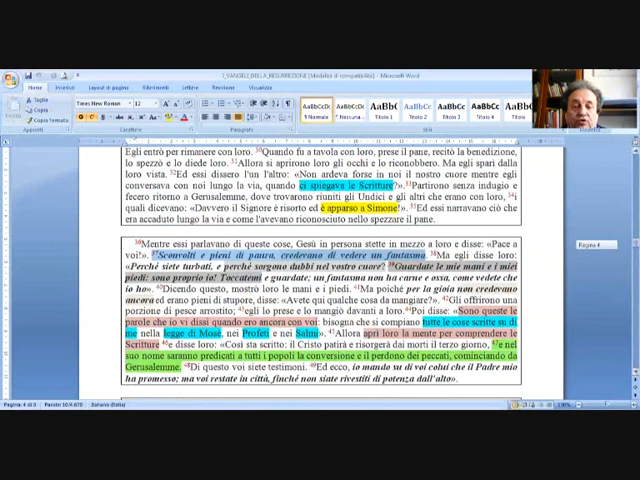 I_VANGELI_DELLA_RESURREZIONE [Modalità di compatibilità] - Microsoft Word
Home Inserisci Layout di pagina Riferimenti Lettere Revisione Visualizza
Taglia
Copia
Copia formato
Appunti
Times New Roman 12
Carattere
Paragrafo
AaBbCcDc AaBbCcDc AaBbC AaBbCc AaBbCc AaBbC AaBbCc
Normale Titolo 1 Titolo 2 Titolo 3 Titolo 4
Stili
Modifica
Egli entrò per rimanere con loro. 30Quando fu a tavola con loro, prese il pane, recitò la benedizione,
lo spezzò e lo diede loro. 31Allora si aprirono loro gli occhi e lo riconobbero. Ma egli sparì dalla
loro vista. 32Ed essi dissero l'un l'altro: «Non ardeva forse in noi il nostro cuore mentre egli
conversava con noi lungo la via, quando ci spiegava le Scritture?». 33Partirono senza indugio e
fecero ritorno a Gerusalemme, dove trovarono riuniti gli Undici e gli altri che erano con loro, 34i
quali dicevano: «Davvero il Signore è risorto ed è apparso a Simone!». 35Ed essi narravano ciò che
era accaduto lungo la via e come l'avevano riconosciuto nello spezzare il pane.
36Mentre essi parlavano di queste cose, Gesù in persona stette in mezzo a loro e disse: «Pace a
voi!». 37Sconvolti e pieni di paura, credevano di vedere un fantasma. 38Ma egli disse loro:
«Perché siete turbati, e perché sorgono dubbi nel vostro cuore? 39Guardate le mie mani e i miei
piedi: sono proprio io! Toccatemi e guardate; un fantasma non ha carne e ossa, come vedete che
io ho». 40Dicendo questo, mostrò loro le mani e i piedi. 41Ma poiché per la gioia non credevano
ancora ed erano pieni di stupore, disse: «Avete qui qualche cosa da mangiare?». 42Gli offrirono una
porzione di pesce arrostito; 43egli lo prese e lo mangiò davanti a loro. 44Poi disse: «Sono queste le
parole che io vi dissi quando ero ancora con voi: bisogna che si compiano tutte le cose scritte su di
me nella legge di Mosè, nei Profeti e nei Salmi». 45Allora aprì loro la mente per comprendere le
Scritture 46e disse loro: «Così sta scritto: il Cristo patirà e risorgerà dai morti il terzo giorno, 47e nel
suo nome saranno predicati a tutti i popoli la conversione e il perdono dei peccati, cominciando da
Gerusalemme. 48Di questo voi siete testimoni. 49Ed ecco, io mando su di voi colui che il Padre mio
ha promesso; ma voi restate in città, finché non siate rivestiti di potenza dall'alto».
Pagina 4
Italiano (Italia)
130%